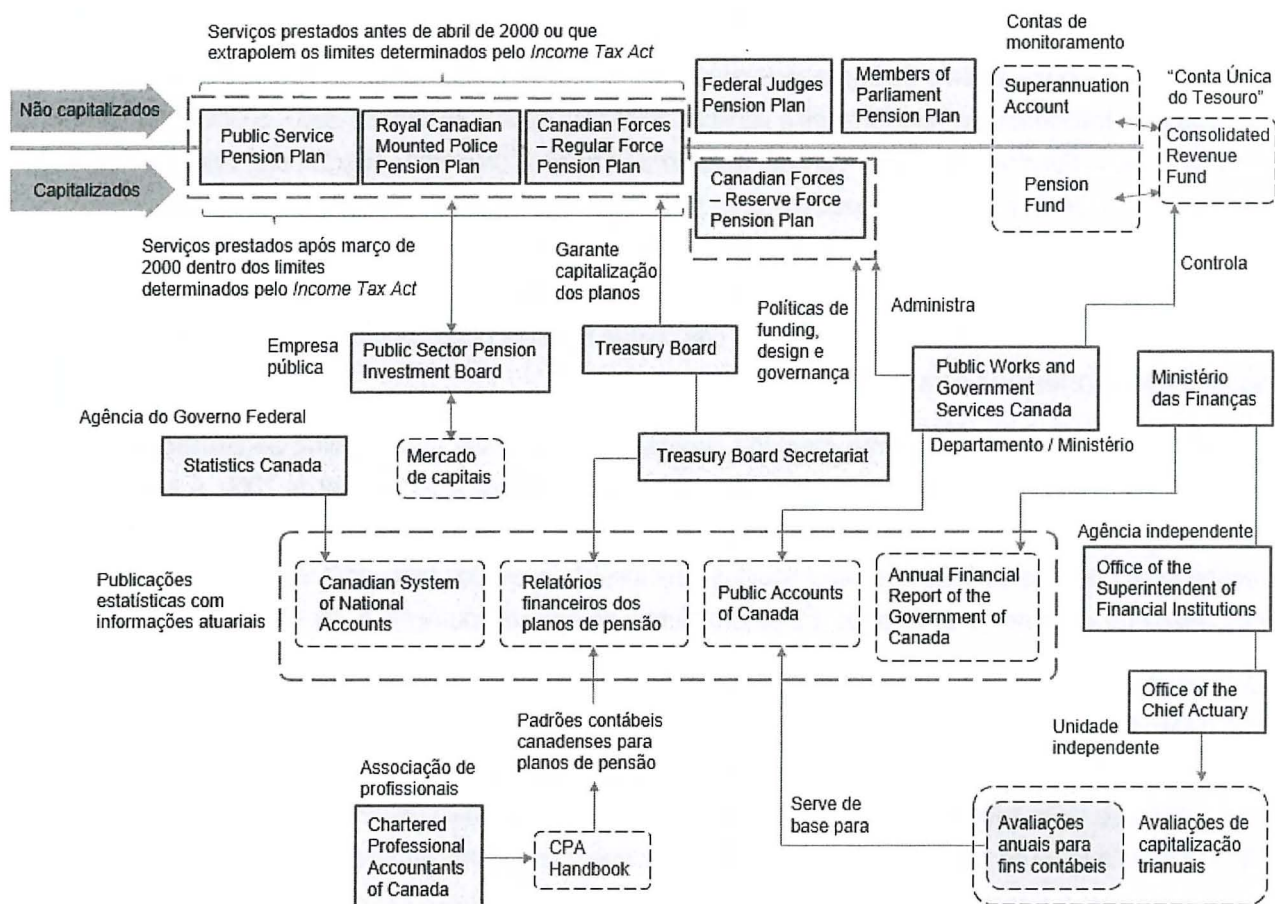 Serviços prestados antes de abril de 2000 ou que
extrapolem os limites determinados pelo Income Tax Act
Contas de
monitoramento
Não capitalizados
Capitalizados
Public Service
Pension Plan
Royal Canadian
Mounted Police
Pension Plan
Canadian Forces
– Regular Force
Pension Plan
Federal Judges
Pension Plan
Members of
Parliament
Pension Plan
Superannuation
Account
Pension
Fund
“Conta Única
do Tesouro”
Consolidated
Revenue
Fund
Canadian Forces
– Reserve Force
Pension Plan
Serviços prestados após março de
2000 dentro dos limites
determinados pelo Income Tax Act
Garante
capitalização
dos planos
Políticas de
funding,
design e
governança
Administra
Controla
Empresa
pública
Public Sector Pension
Investment Board
Treasury Board
Public Works and
Government
Services Canada
Departamento / Ministério
Ministério
das Finanças
Agência do Governo Federal
Statistics Canada
Mercado
de capitais
Treasury Board Secretariat
Agência independente
Office of the
Superintendent of
Financial Institutions
Publicações
estatísticas com
informações atuariais
Canadian System
of National
Accounts
Relatórios
financeiros dos
planos de pensão
Public Accounts
of Canada
Annual Financial
Report of the
Government of
Canada
Office of the
Chief Actuary
Unidade
independente
Padrões contábeis
canadenses para
planos de pensão
Associação de
profissionais
Chartered
Professional
Accountants
of Canada
CPA
Handbook
Serve de
base para
Avaliações
anuais para
fins contábeis
Avaliações de
capitalização
trianuais